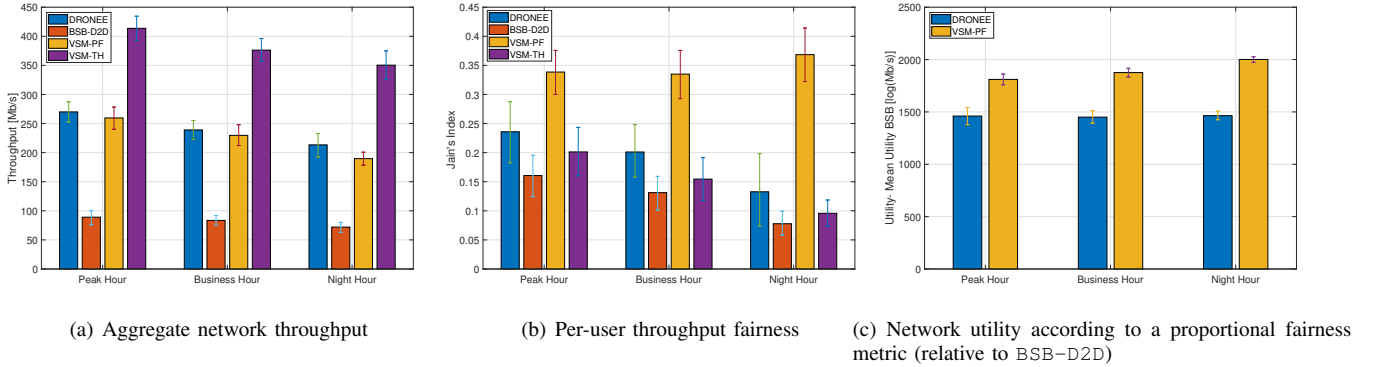 450
400
350
300
250
200
150
100
50
0
Throughput [Mb/s]
DRONEE
BSB-D2D
VSM-PF
VSM-TH
Peak Hour
Business Hour
Night Hour
(a) Aggregate network throughput
0.45
0.4
0.35
0.3
0.25
0.2
0.15
0.1
0.05
0
Jain's Index
DRONEE
BSB-D2D
VSM-PF
VSM-TH
Peak Hour
Business Hour
Night Hour
(b) Per-user throughput fairness
2500
2000
1500
1000
500
0
Utility- Mean Utility BSB [log(Mb/s)]
DRONEE
VSM-PF
Peak Hour
Business Hour
Night Hour
(c) Network utility according to a proportional fairness
metric (relative to BSB-D2D)